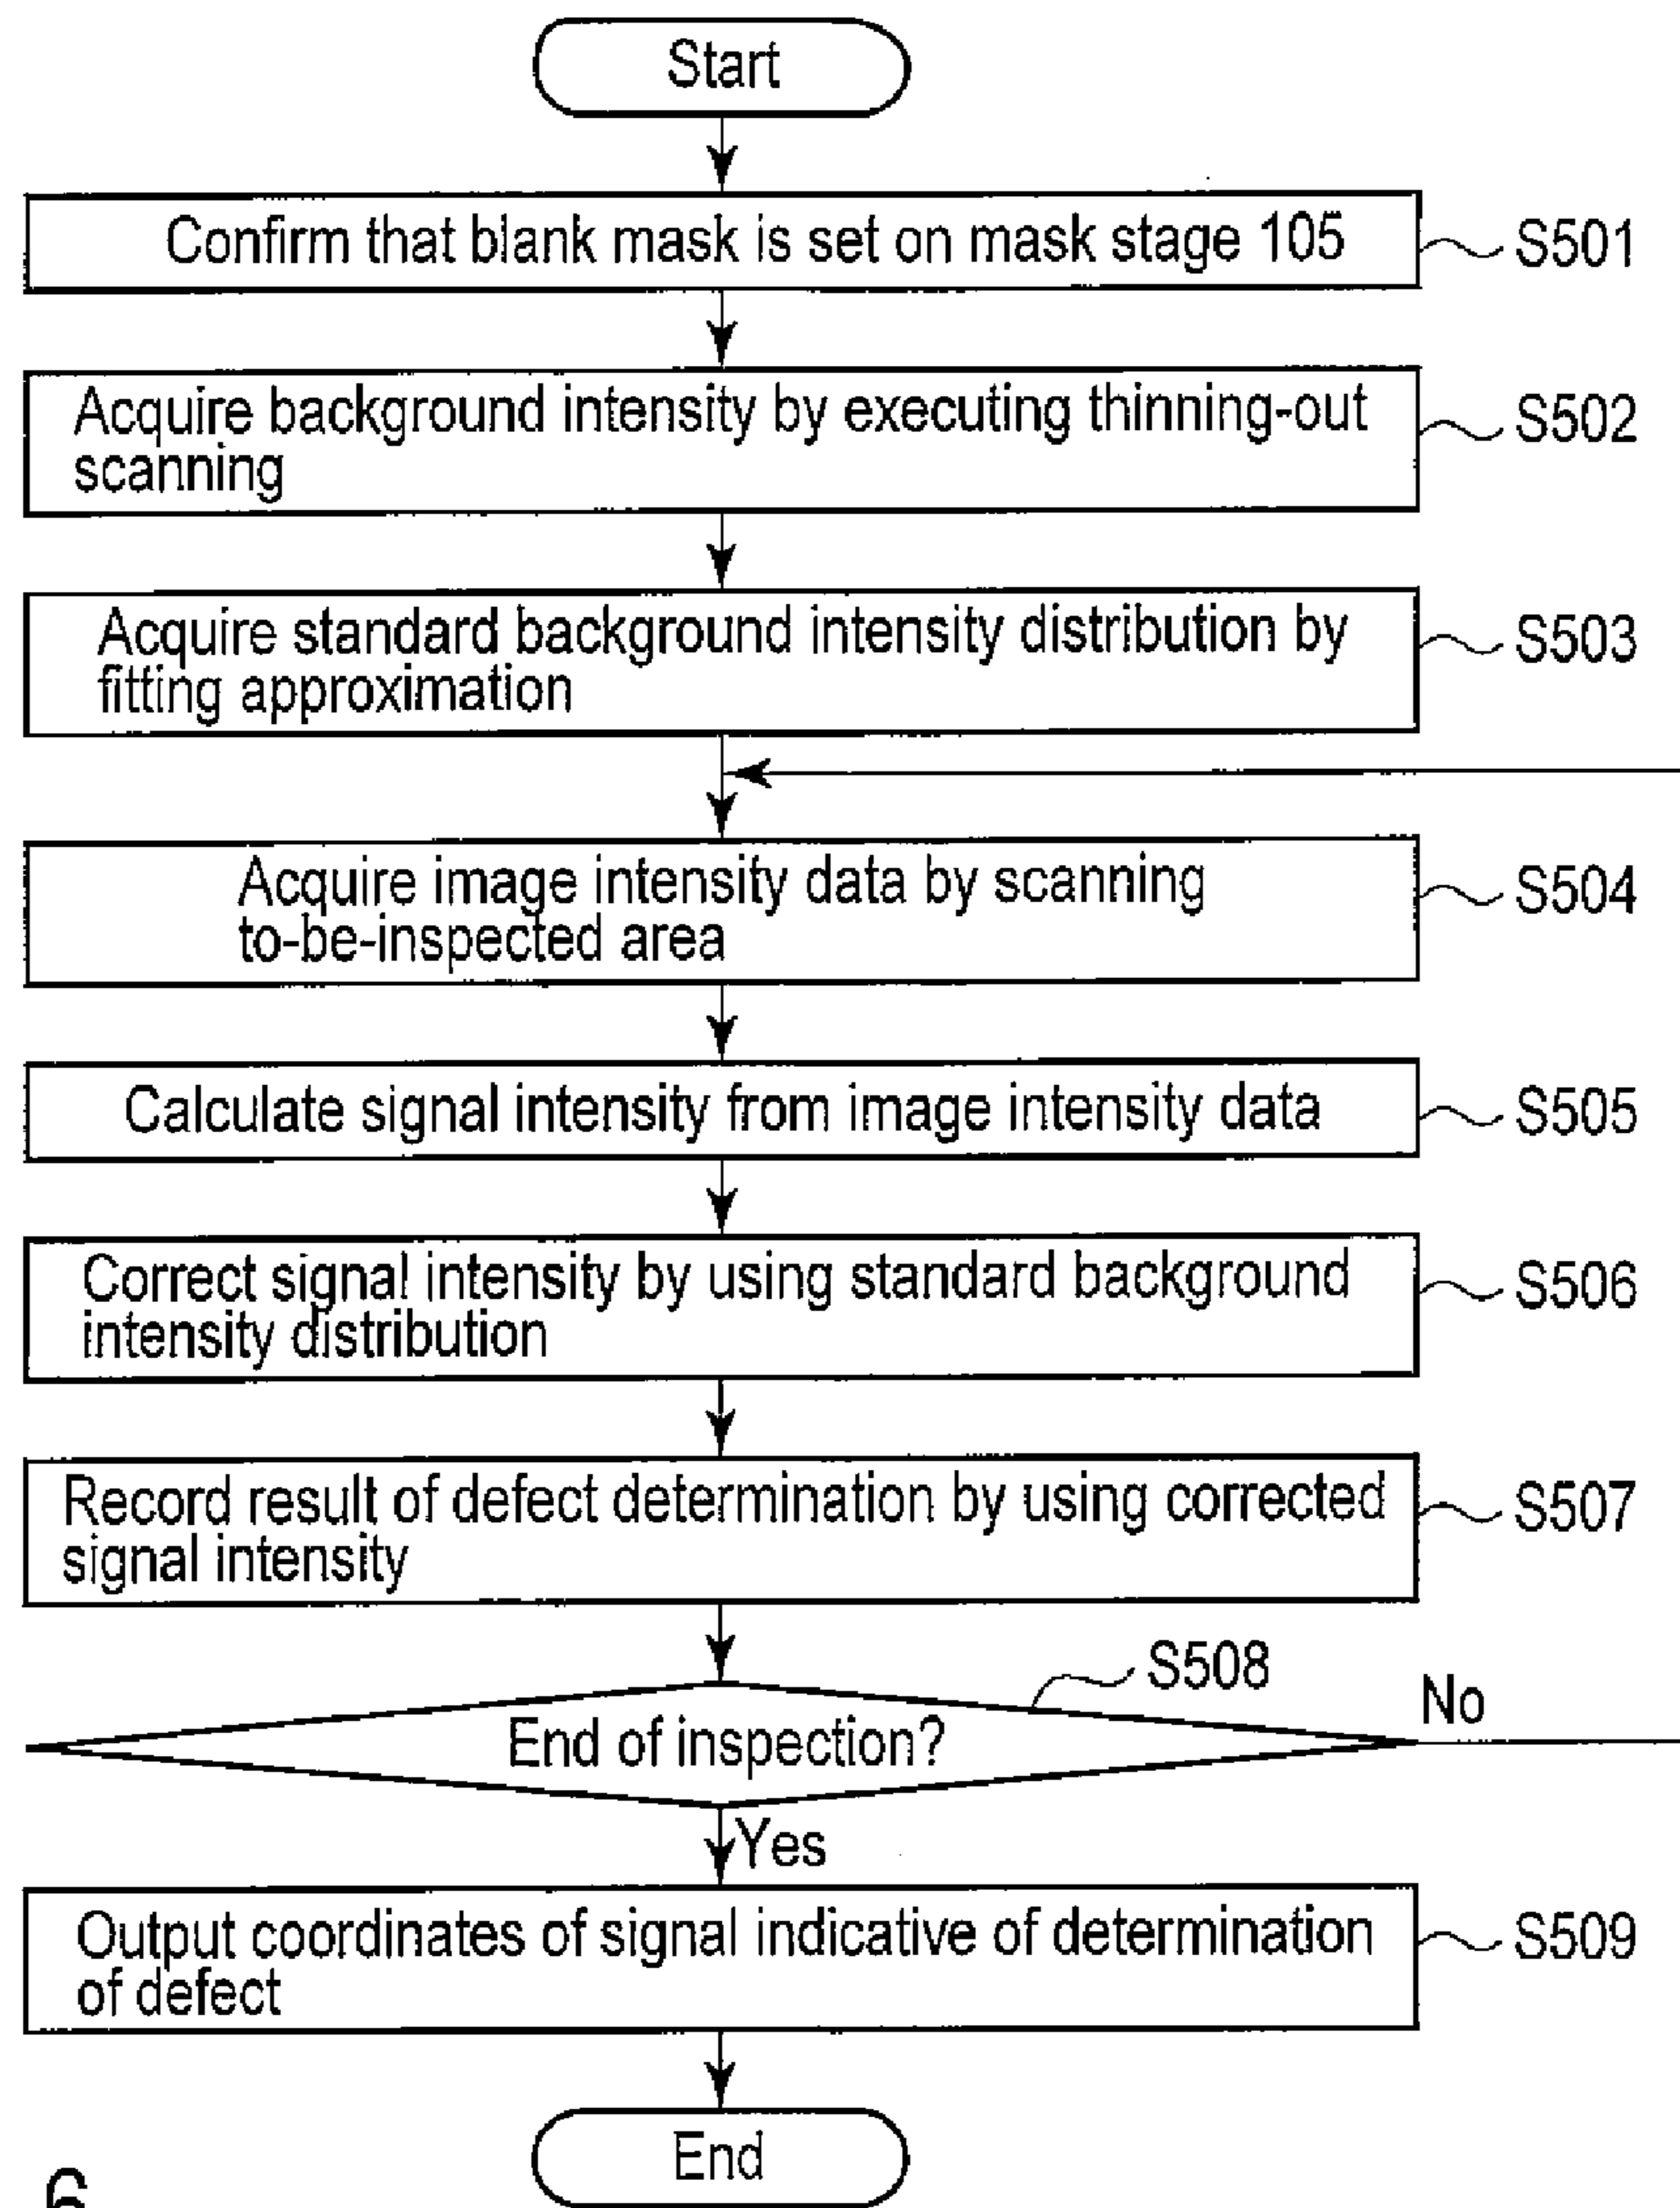 Start
Confirm that blank mask is set on mask stage 105
S501
Acquire background intensity by executing thinning-out
scanning
S502
Acquire standard background intensity distribution by
fitting approximation
S503
Acquire image intensity data by scanning
to-be-inspected area
S504
Calculate signal intensity from image intensity data
S505
Correct signal intensity by using standard background
intensity distribution
S506
Record result of defect determination by using corrected
signal intensity
S507
S508
End of inspection?
No
Yes
Output coordinates of signal indicative of determination
of defect
S509
End
6